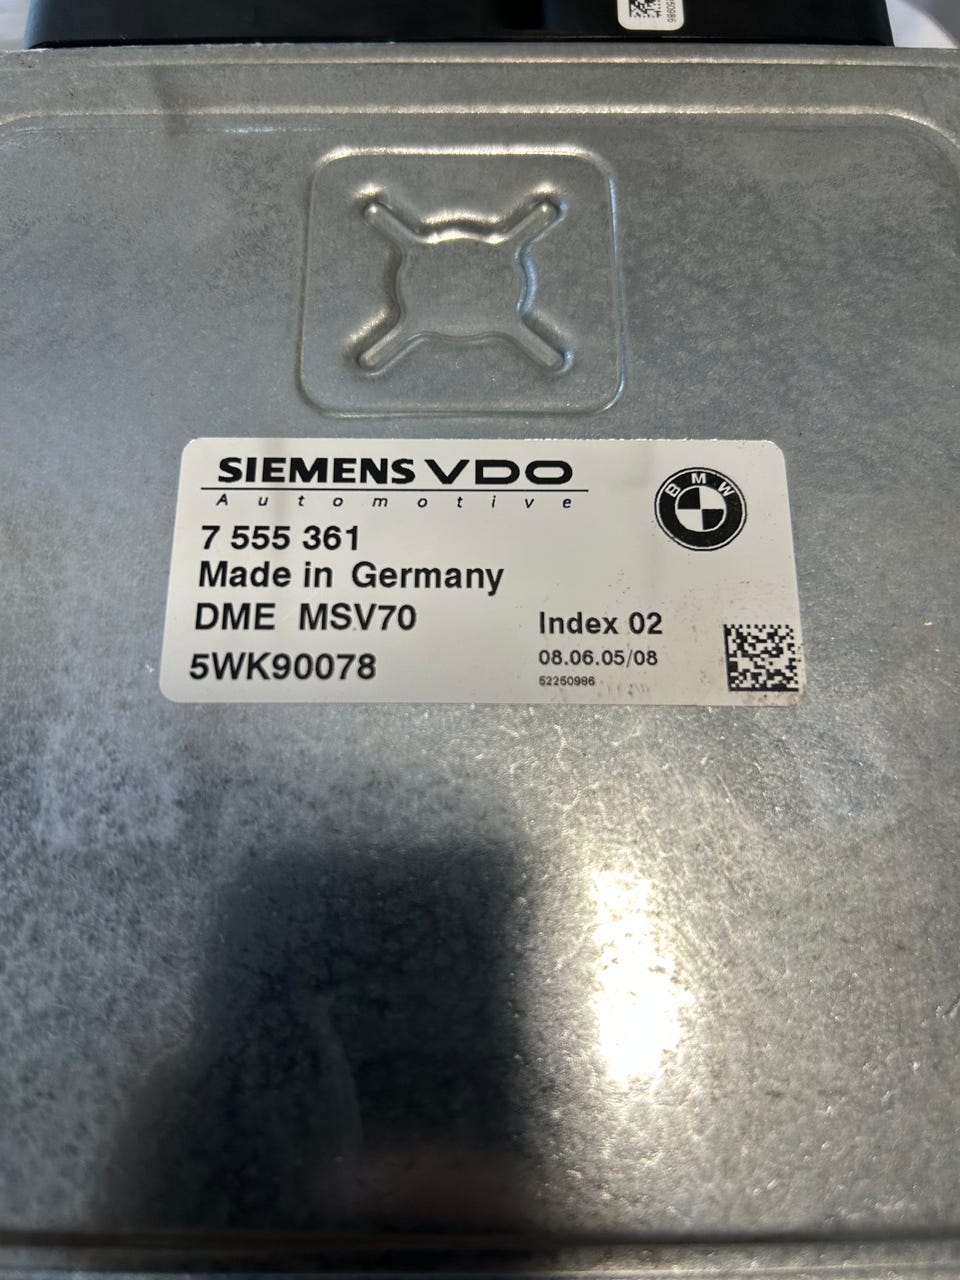 SIEMENS VDO
Automotive
BMW
7 555 361
Made in Germany
DME MSV70
Index 02
5WK90078
08.06.05/08
52250986